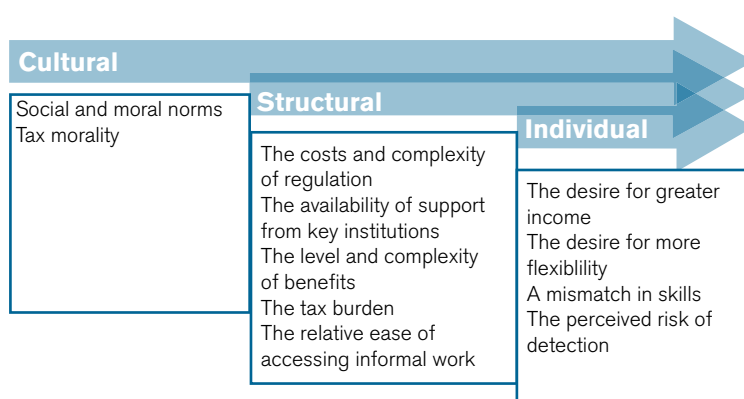 Cultural
Social and moral norms
Tax morality
Structural
The costs and complexity
of regulation
The availability of support
from key institutions
The level and complexity
of benefits
The tax burden
The relative ease of
accessing informal work
Individual
The desire for greater
income
The desire for more
flexiblility
A mismatch in skills
The perceived risk of
detection